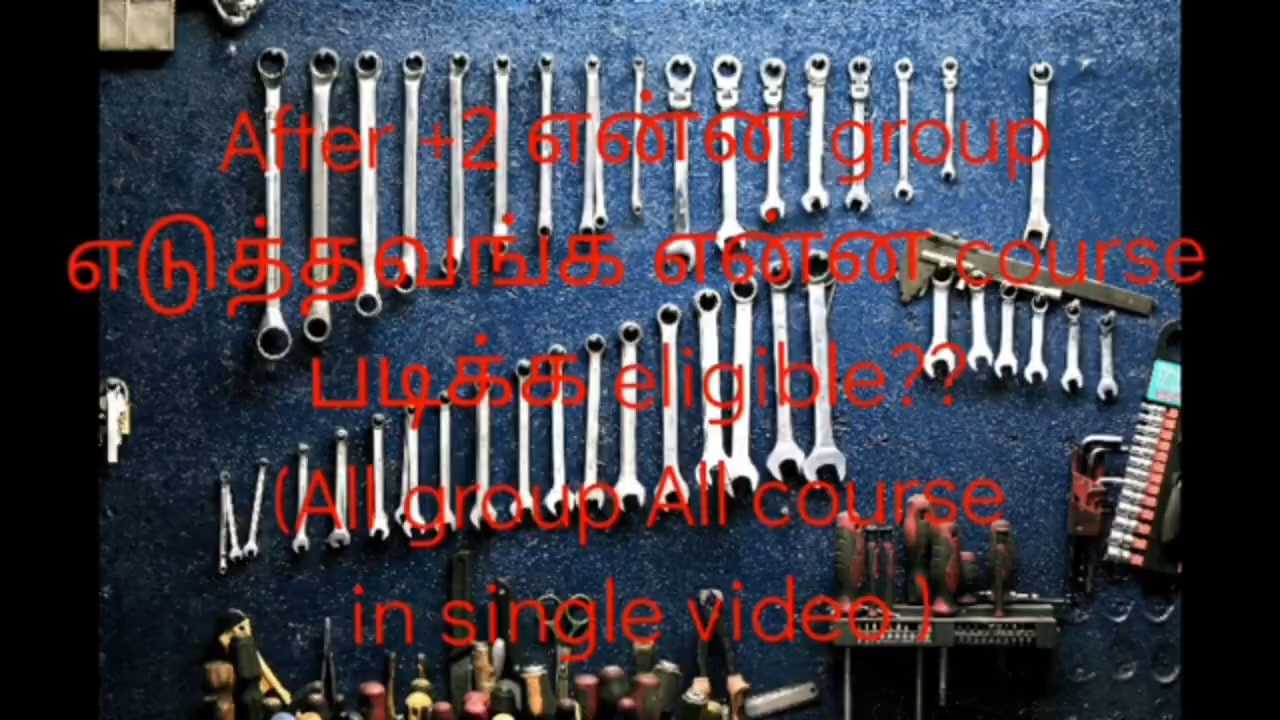 After +2 என்ன group
எடுத்தவங்க என்ன course
படிக்க eligible??
(All group All course
in single video )